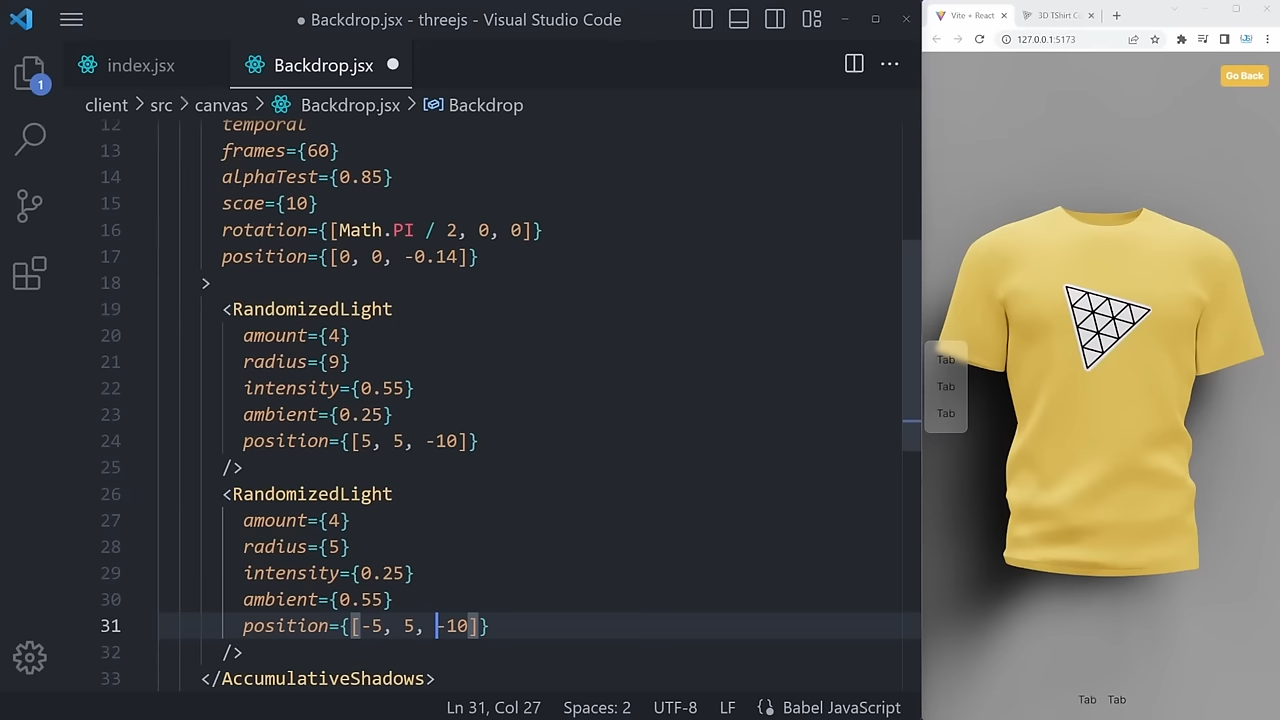 Backdrop.jsx - threejs - Visual Studio Code
index.jsx
Backdrop.jsx
1
client > src > canvas > Backdrop.jsx > Backdrop
12 temporal
13 frames={60}
14 alphaTest={0.85}
15 scae={10}
16 rotation={[Math.PI / 2, 0, 0]}
17 position={[0, 0, -0.14]}
18 >
19 <RandomizedLight
20 amount={4}
21 radius={9}
22 intensity={0.55}
23 ambient={0.25}
24 position={[5, 5, -10]}
25 />
26 <RandomizedLight
27 amount={4}
28 radius={5}
29 intensity={0.25}
30 ambient={0.55}
31 position={[-5, 5, -10]}
32 />
33 </AccumulativeShadows>
Ln 31, Col 27 Spaces: 2 UTF-8 LF Babel JavaScript
Vite + React
3D TShirt C
127.0.0.1:5173
Go Back
Tab
Tab
Tab
Tab Tab